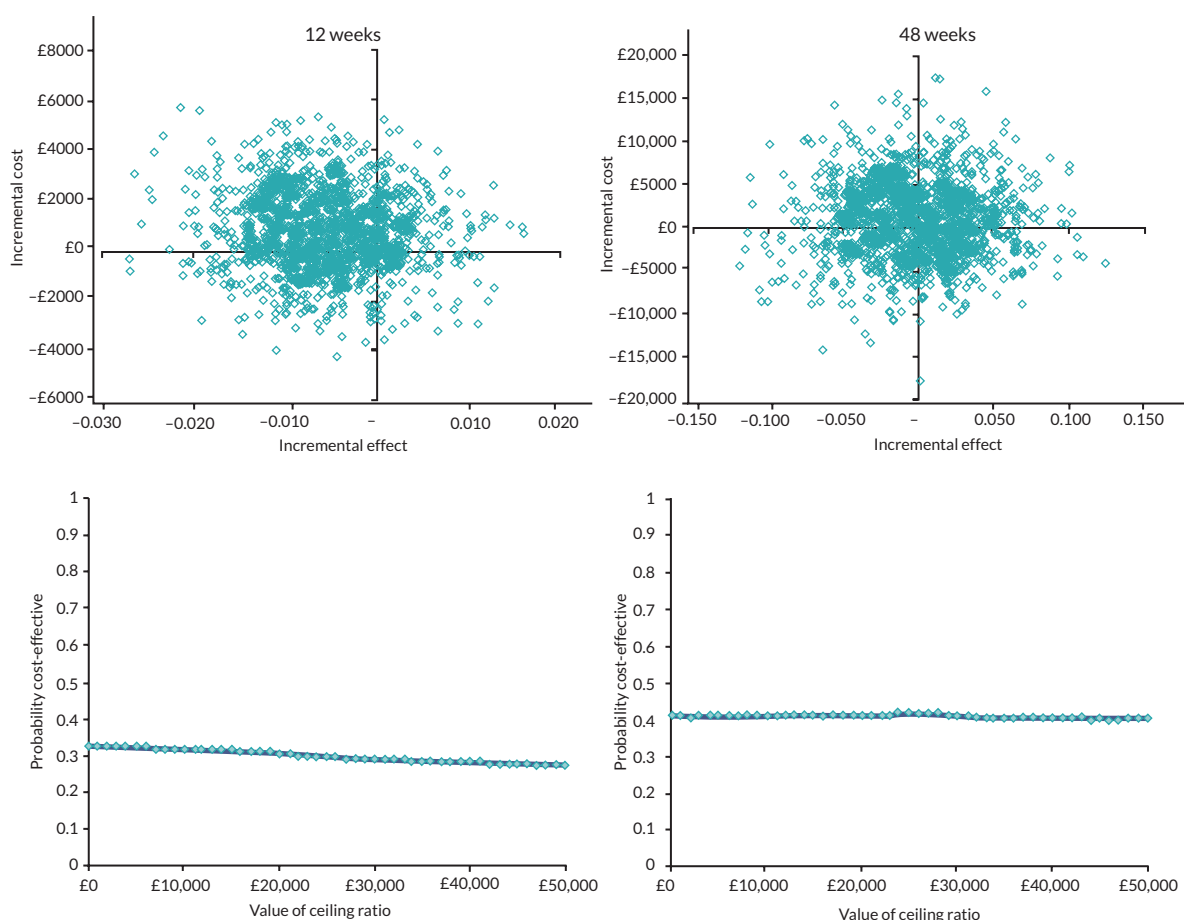 12 weeks
£8000
£6000
£4000
£2000
£0
−£2000
−£4000
−£6000
Incremental cost
−0.030 −0.020 −0.010 – 0.010 0.020
Incremental effect
48 weeks
£20,000
£15,000
£10,000
£5000
£0
−£5000
−£10,000
−£15,000
−£20,000
Incremental cost
−0.150 −0.100 −0.050 – 0.050 0.100 0.150
Incremental effect
1
0.9
0.8
0.7
0.6
0.5
0.4
0.3
0.2
0.1
0
Probability cost-effective
£0 £10,000 £20,000 £30,000 £40,000 £50,000
Value of ceiling ratio
1
0.9
0.8
0.7
0.6
0.5
0.4
0.3
0.2
0.1
0
Probability cost-effective
£0 £10,000 £20,000 £30,000 £40,000 £50,000
Value of ceiling ratio